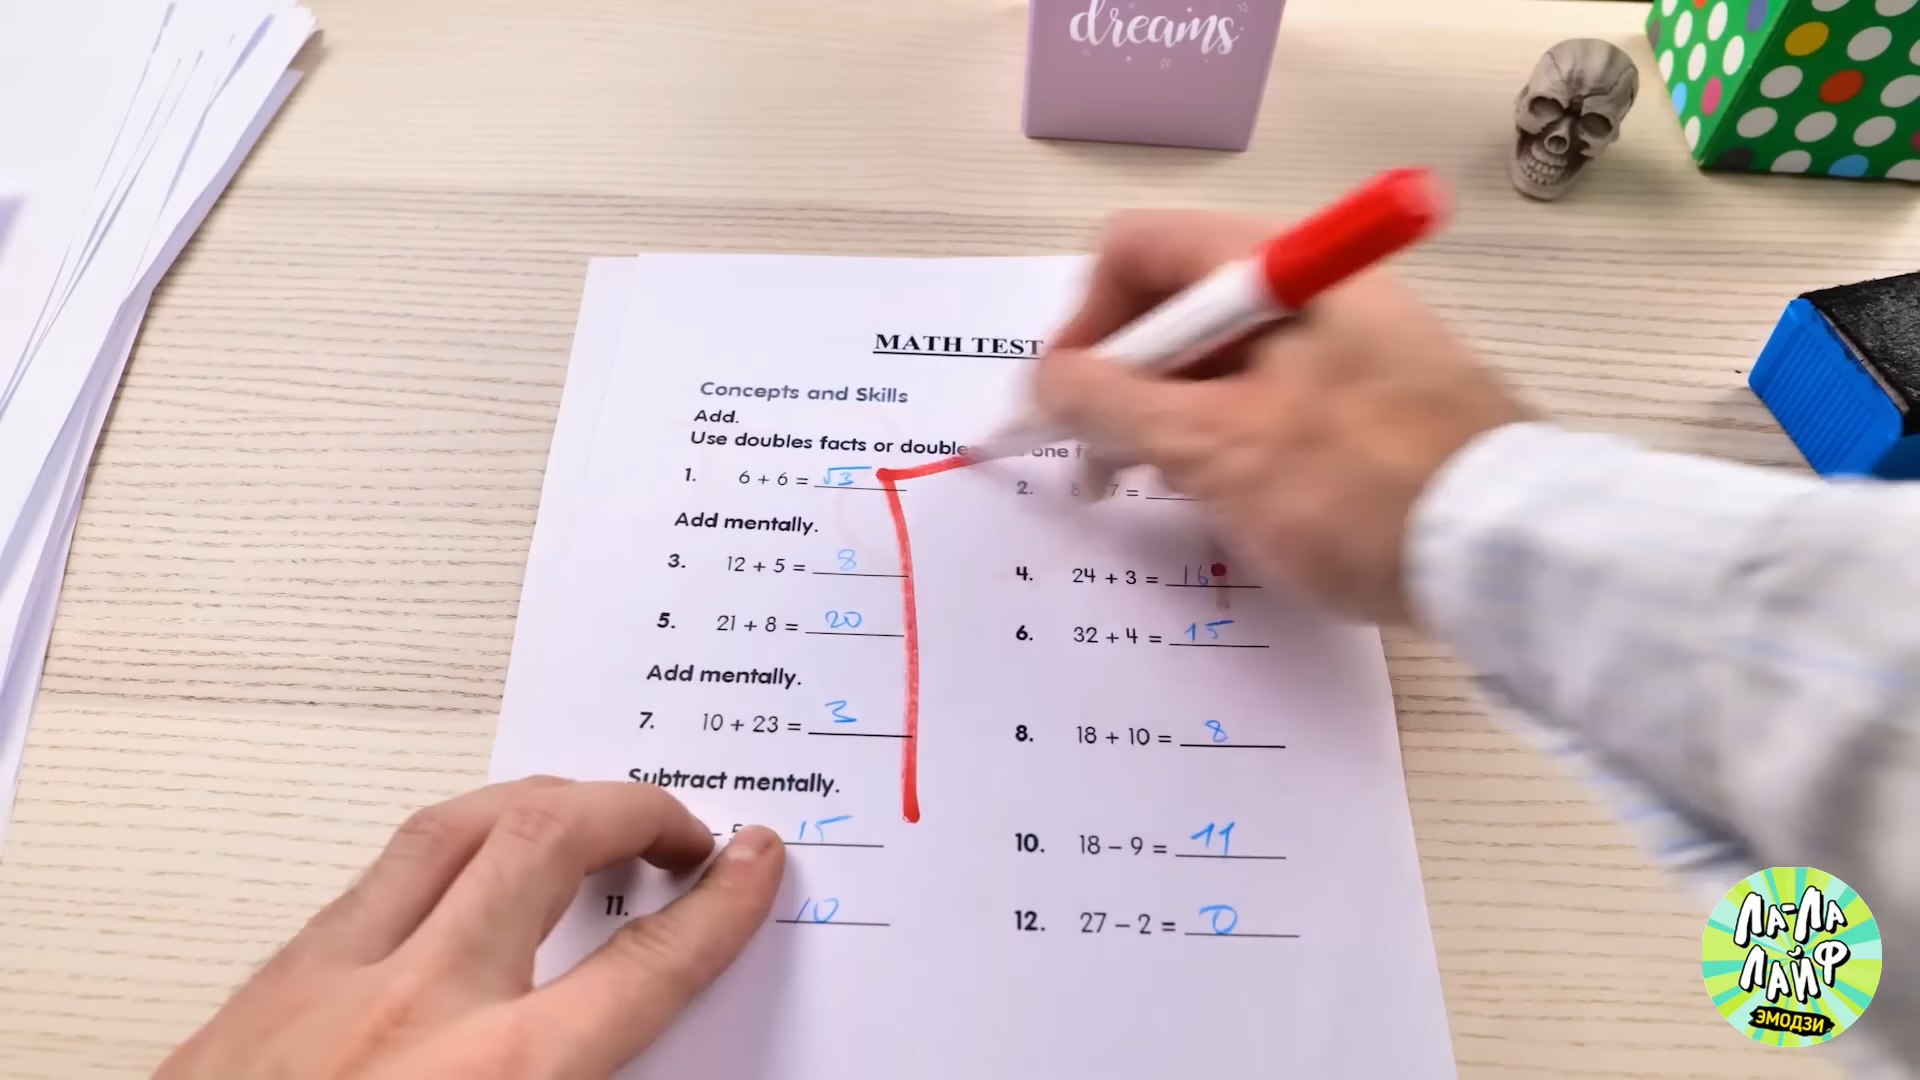 dreams
MATH TEST
Concepts and Skills
Add.
Use doubles facts or one
1. 6 + 6 = √3
2. 8 7 =
Add mentally.
3. 12 + 5 = 8
4. 24 + 3 = 16
5. 21 + 8 = 20
6. 32 + 4 = 15
Add mentally.
7. 10 + 23 = 3
8. 18 + 10 = 8
Subtract mentally.
– 5 15
10. 18 – 9 = 11
11. 10
12. 27 – 2 = 0
ЛА-ЛА
ЛАЙФ
ЭМОДЗИ